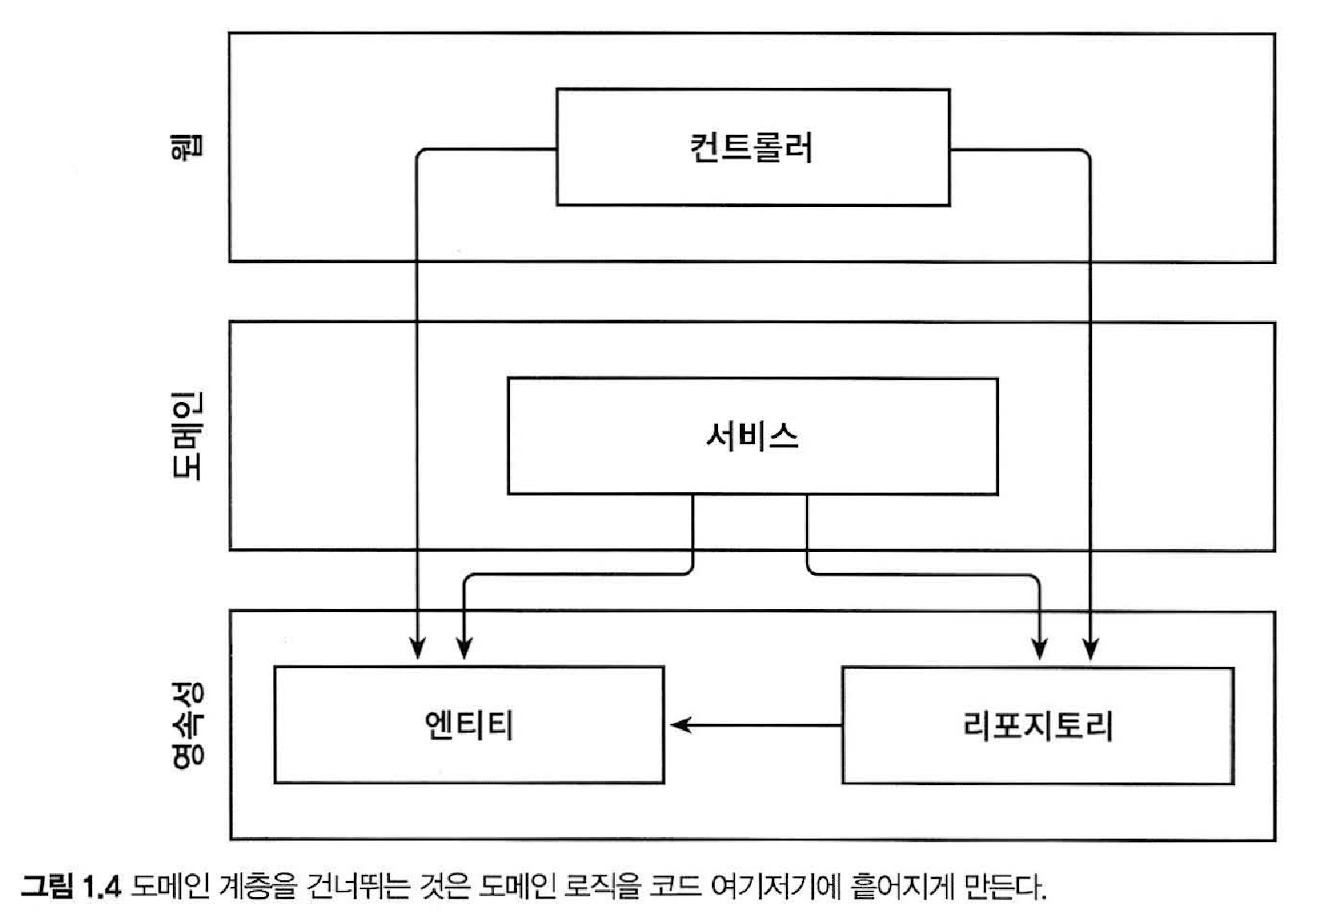 웹
컨트롤러
도메인
서비스
영속성
엔티티
리포지토리
그림 1.4 도메인 계층을 건너뛰는 것은 도메인 로직을 코드 여기저기에 흩어지게 만든다.